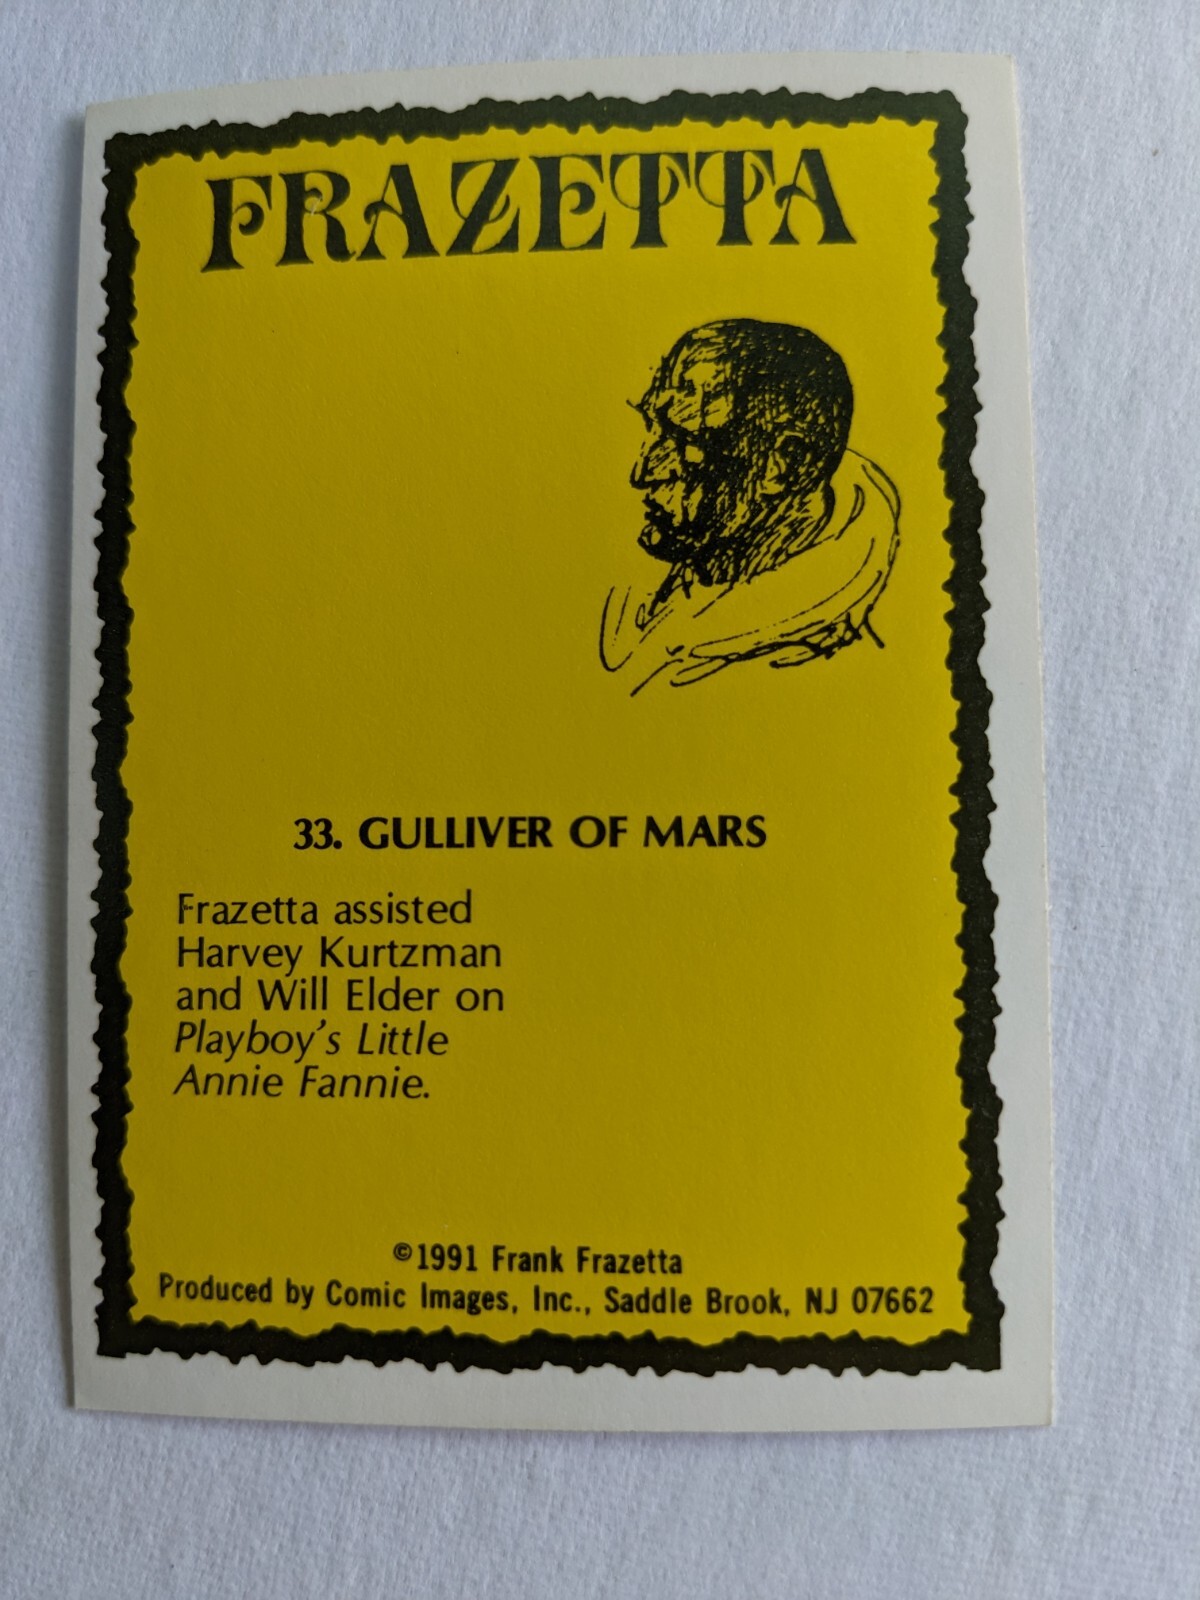 FRAZETTA
33. GULLIVER OF MARS
Frazetta assisted
Harvey Kurtzman
and Will Elder on
Playboy's Little
Annie Fannie.
©1991 Frank Frazetta
Produced by Comic Images, Inc., Saddle Brook, NJ 07662